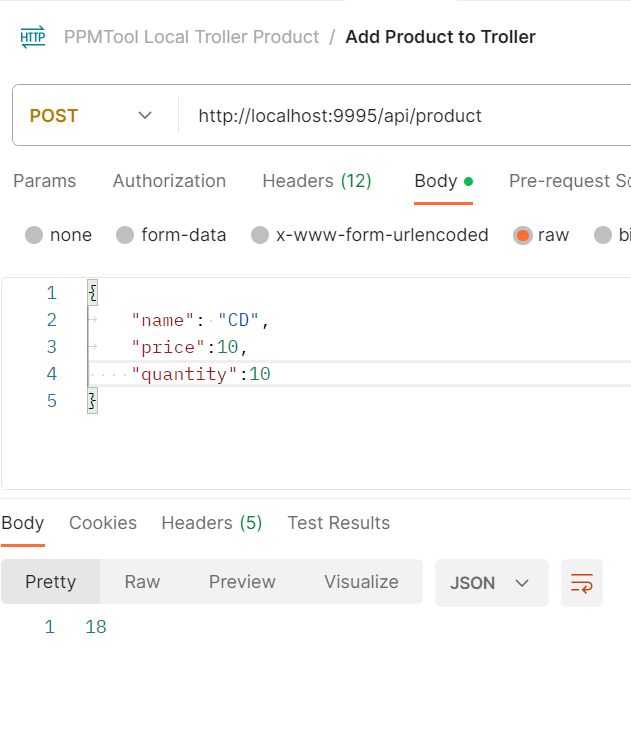 HTTP PPMTool Local Troller Product / Add Product to Troller
POST http://localhost:9995/api/product
Params Authorization Headers (12) Body Pre-request Sc
none form-data x-www-form-urlencoded raw bi
1 {
2 "name": "CD",
3 "price":10,
4 "quantity":10
5 }
Body Cookies Headers (5) Test Results
Pretty Raw Preview Visualize JSON
1 18